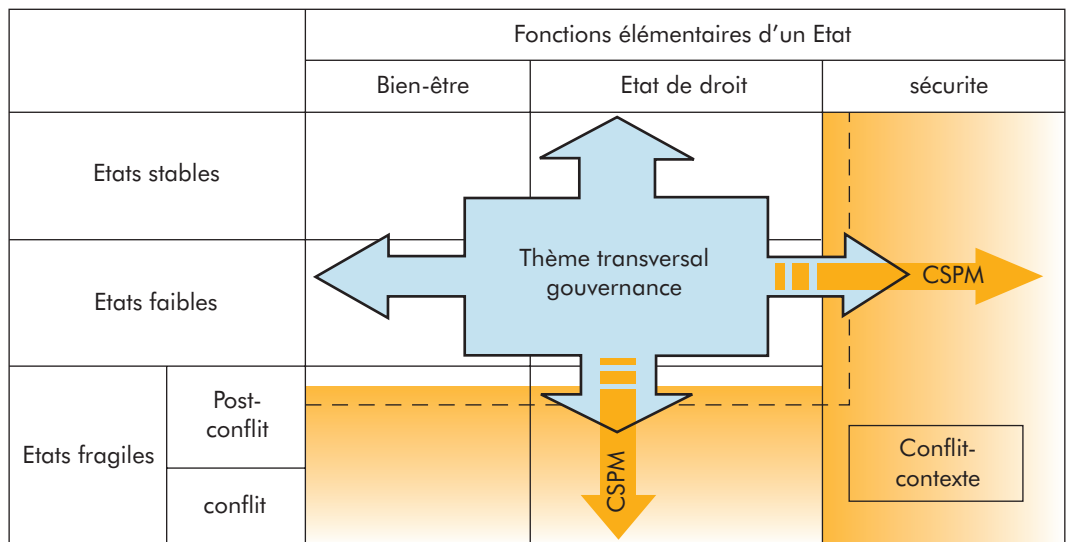 Fonctions élémentaires d'un Etat
Bien-être
Etat de droit
sécurite
Etats stables
Thème transversal
gouvernance
CSPM
Etats faibles
Etats fragiles
Post-
conflit
conflit
CSPM
Conflit-
contexte